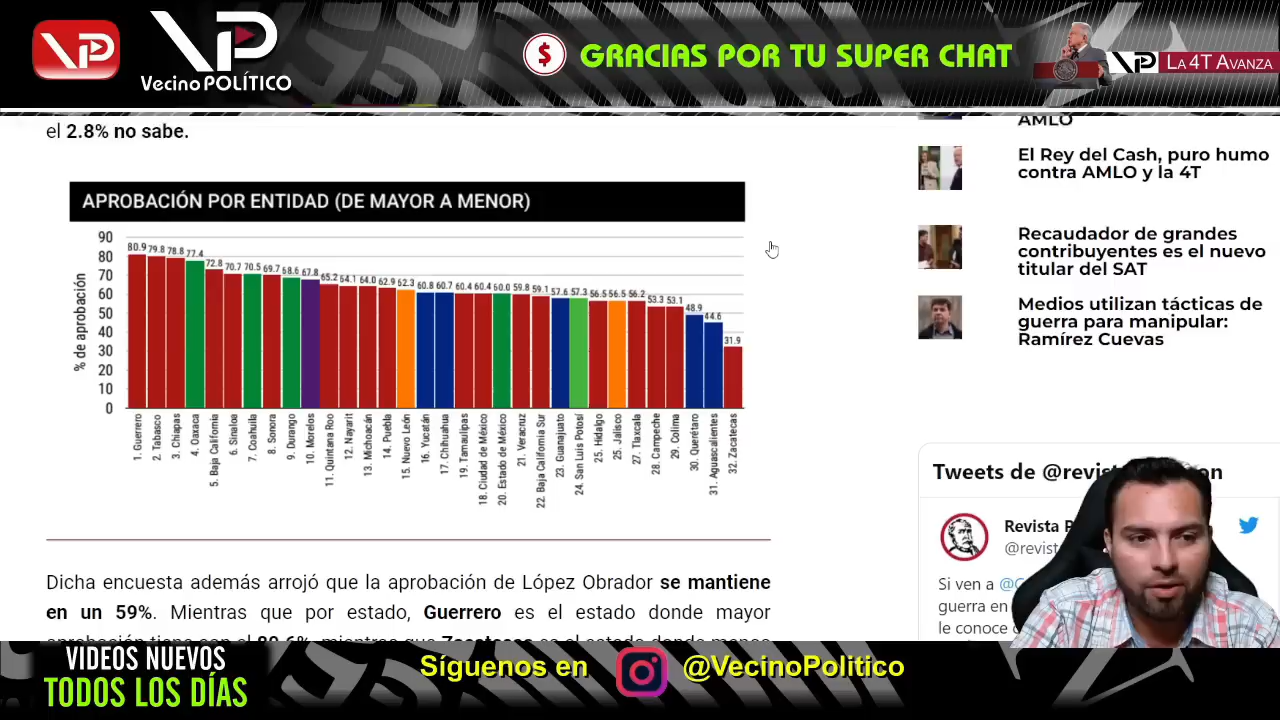 VP
VP
Vecino POLÍTICO
$ GRACIAS POR TU SUPER CHAT
VP LA 4T AVANZA
el 2.8% no sabe.
AMLO
El Rey del Cash, puro humo
contra AMLO y la 4T
Recaudador de grandes
contribuyentes es el nuevo
titular del SAT
Medios utilizan tácticas de
guerra para manipular:
Ramírez Cuevas
APROBACIÓN POR ENTIDAD (DE MAYOR A MENOR)
% de aprobación
90
80
70
60
50
40
30
20
10
0
80.9 79.8 78.8 77.4 72.8 70.7 70.5 69.7 68.6 67.8 65.2 64.1 64.0 62.9 62.3 60.8 60.7 60.4 60.4 60.0 59.8 59.1 57.6 57.3 56.5 56.5 56.2 53.3 53.1 48.9 44.6 31.9
1. Guerrero
2. Tabasco
3. Chiapas
4. Oaxaca
5. Baja California
6. Sinaloa
7. Coahuila
8. Sonora
9. Durango
10. Morelos
11. Quintana Roo
12. Nayarit
13. Michoacán
14. Puebla
15. Nuevo León
16. Yucatán
17. Chihuahua
19. Tamaulipas
18. Ciudad de México
20. Estado de México
21. Veracruz
22. Baja California Sur
23. Guanajuato
24. San Luis Potosí
25. Hidalgo
25. Jalisco
27. Tlaxcala
28. Campeche
29. Colima
30. Querétaro
31. Aguascalientes
32. Zacatecas
Dicha encuesta además arrojó que la aprobación de López Obrador se mantiene
en un 59%. Mientras que por estado, Guerrero es el estado donde mayor
Tweets de @revis
Revista P
@revist
Si ven a @
guerra en
le conoce
VIDEOS NUEVOS
TODOS LOS DÍAS
Síguenos en @VecinoPolitico